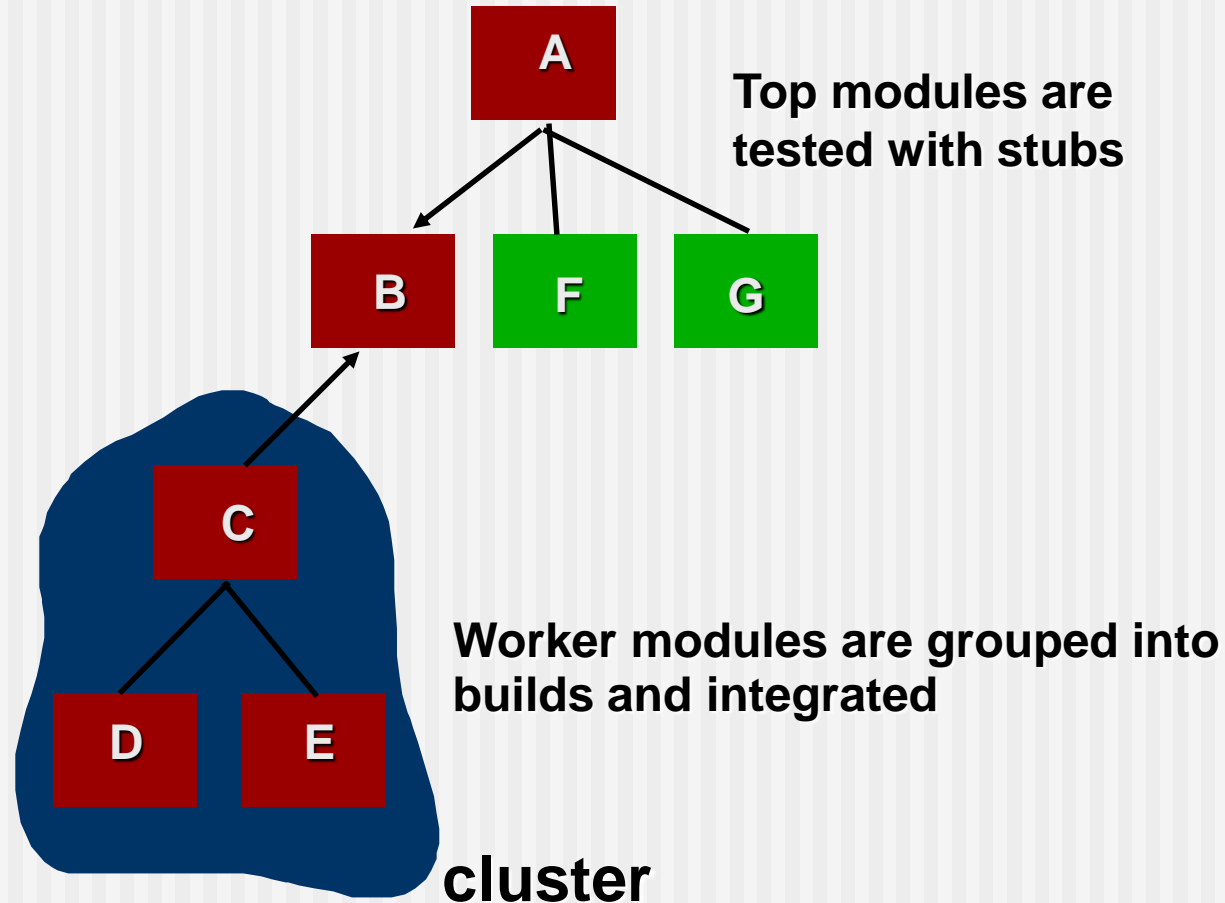 A
Top modules are
tested with stubs
B F G
C
Worker modules are grouped into
builds and integrated
D E
cluster